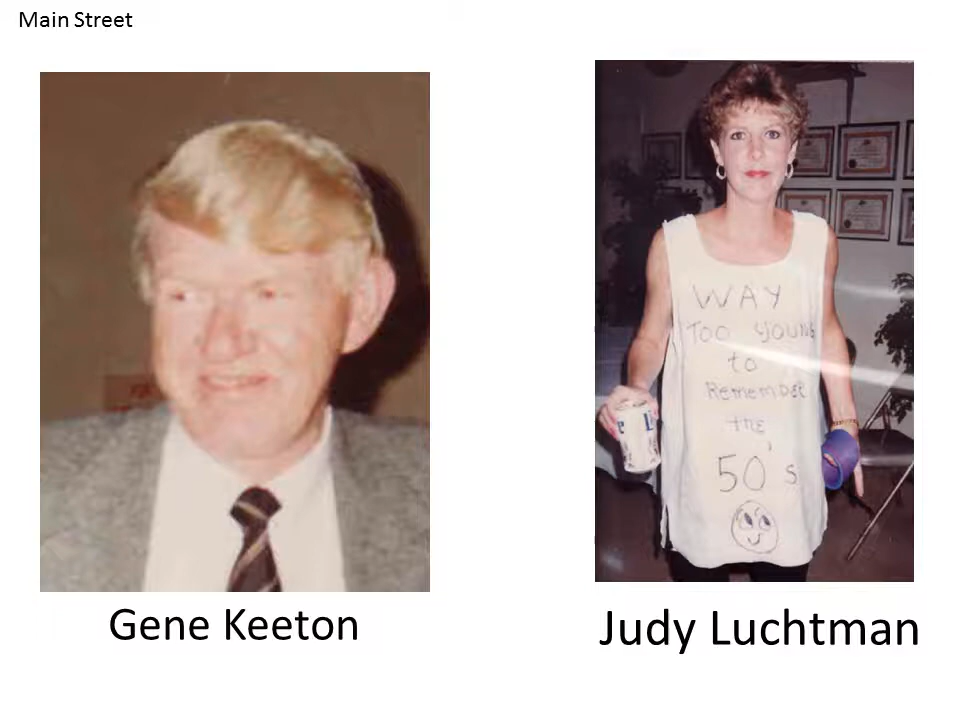 Main Street
WAY
TOO YOUNG
to
Remember
the
50's
Gene Keeton
Judy Luchtman